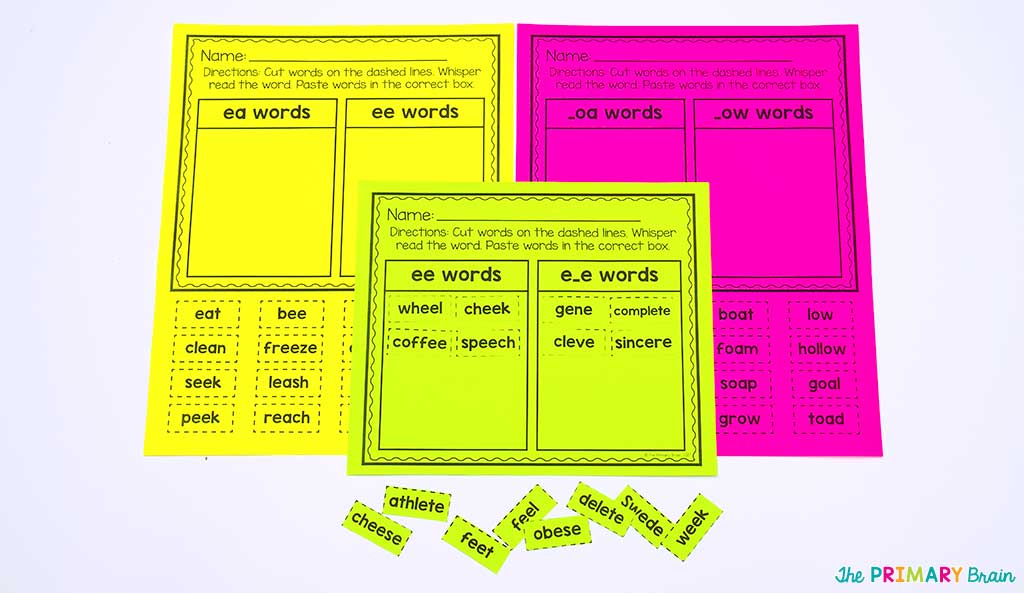 Name:
Directions: Cut words on the dashed lines. Whisper
read the word. Paste words in the correct box.
ea words
ee words
eat
bee
clean
freeze
seek
leash
peek
reach
Name:
Directions: Cut words on the dashed lines. Whisper
read the word. Paste words in the correct box.
_oa words
_ow words
boat
low
foam
hollow
soap
goal
grow
toad
Name:
Directions: Cut words on the dashed lines. Whisper
read the word. Paste words in the correct box.
ee words
e_e words
wheel
cheek
gene
complete
coffee
speech
cleve
sincere
cheese
athlete
feet
feel
obese
delete
Swede
week
The PRIMARY Brain